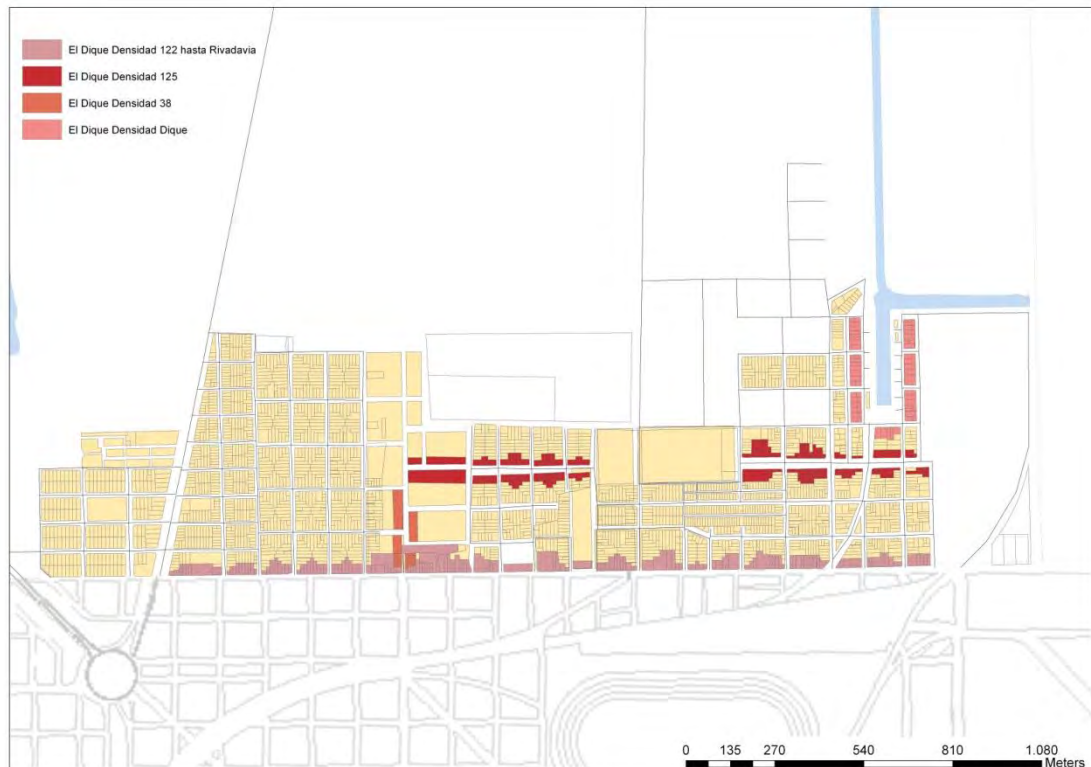 El Dique Densidad 122 hasta Rivadavia
El Dique Densidad 125
El Dique Densidad 38
El Dique Densidad Dique
0 135 270 540 810 1.080
Meters